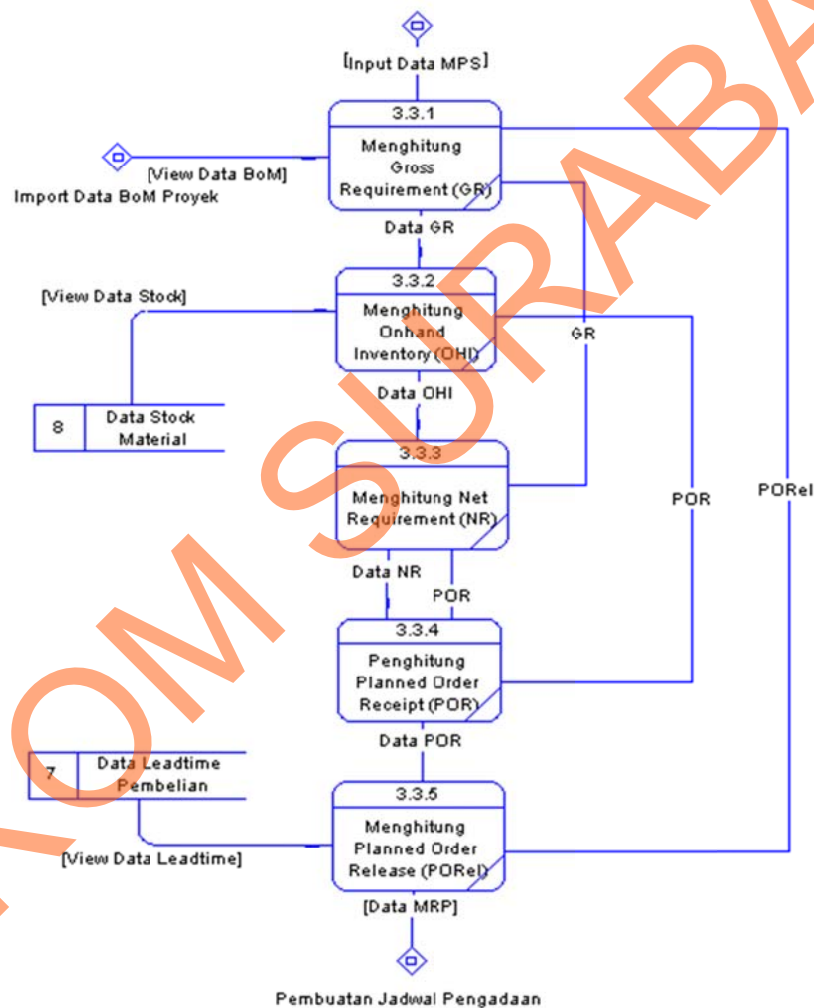 [Input Data MPS]
3.3.1
Menghitung
Gross
Requirement (GR)
[View Data BoM]
Import Data BoM Proyek
Data GR
3.3.2
Menghitung
Onhand
Inventory (OHI)
[View Data Stock]
GR
Data OHI
8
Data Stock
Material
3.3.3
Menghitung Net
Requirement (NR)
POR
PORel
Data NR
POR
3.3.4
Penghitung
Planned Order
Receipt (POR)
Data POR
7
Data Leadtime
Pembelian
3.3.5
Menghitung
Planned Order
Release (PORel)
[View Data Leadtime]
[Data MRP]
Pembuatan Jadwal Pengadaan
KOM SURABA